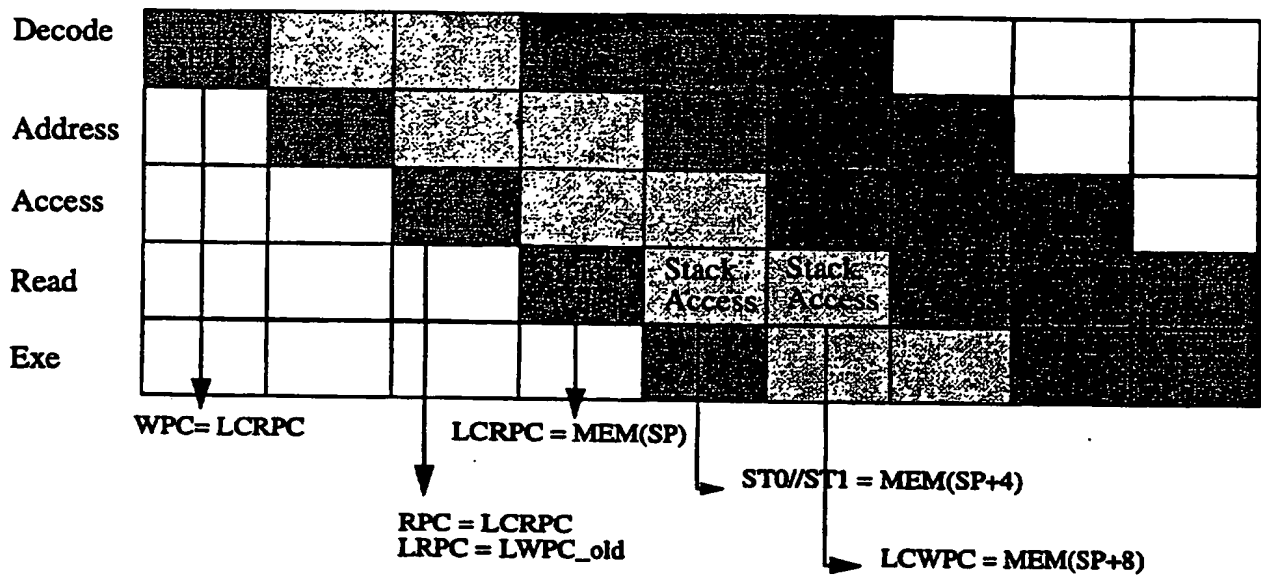 Decode
Address
Access
Read
Stack
Access
Stack
Access
Exe
WPC= LCRPC
LCRPC = MEM(SP)
ST0//ST1 = MEM(SP+4)
RPC = LCRPC
LRPC = LWPC_old
LCWPC = MEM(SP+8)